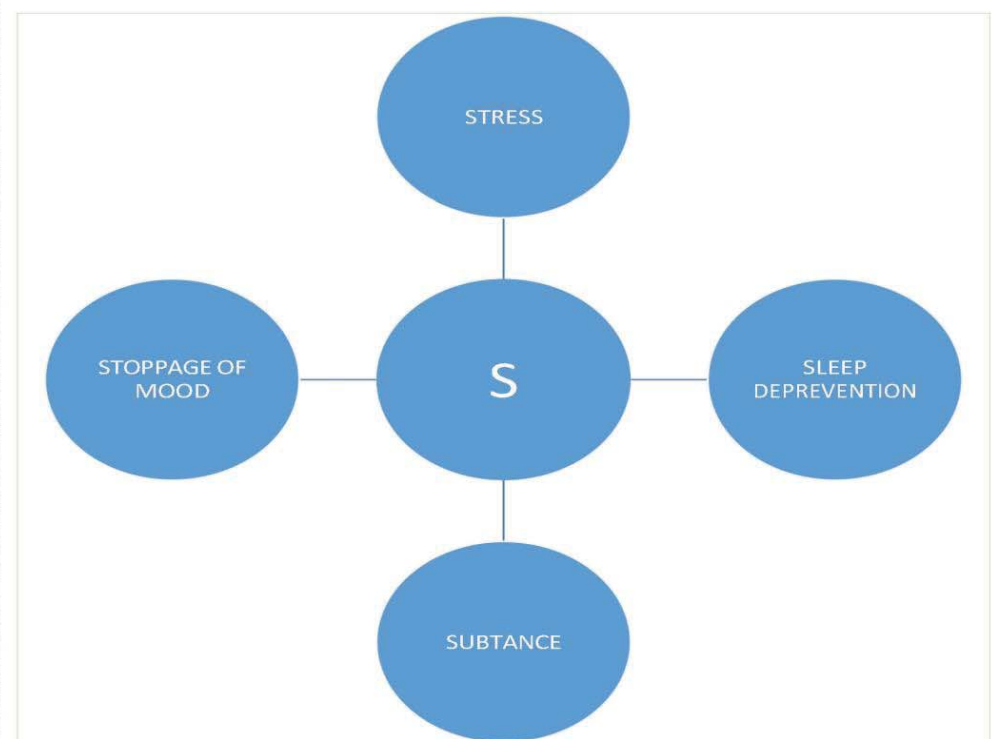 STRESS
STOPPAGE OF
MOOD
S
SLEEP
DEPREVENTION
SUBTANCE